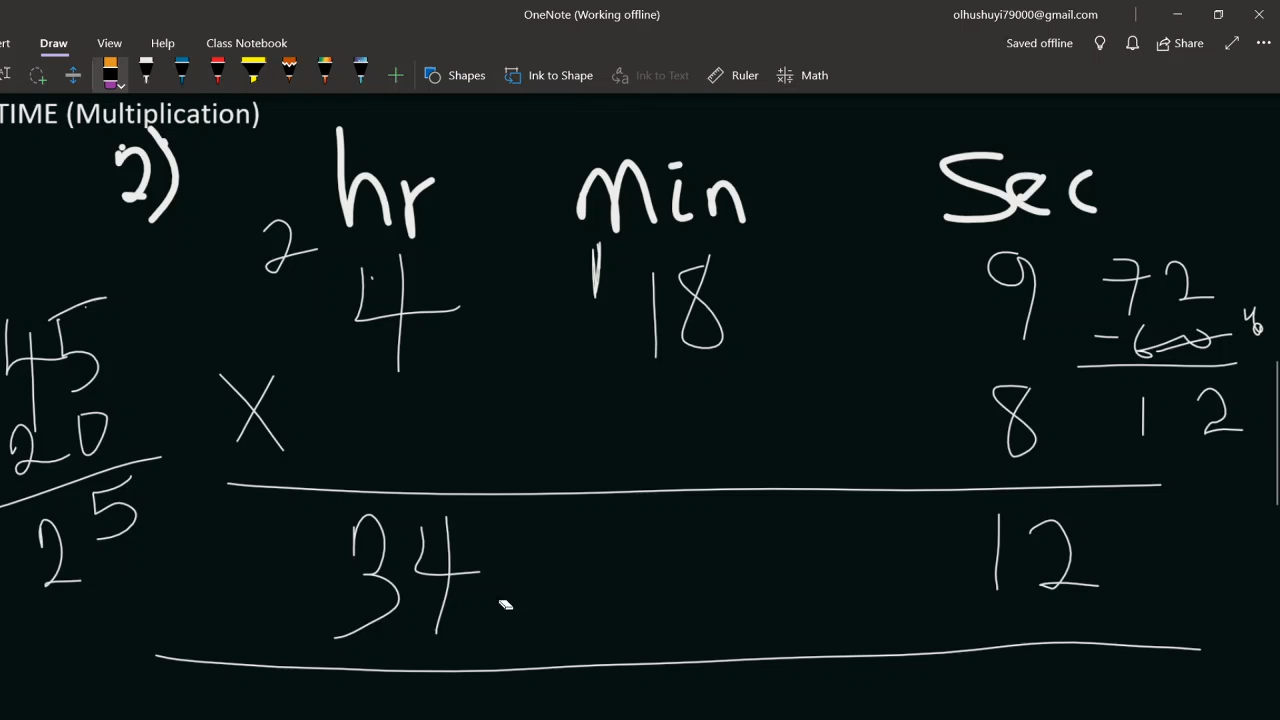 OneNote (Working offline)
olhushuyi79000@gmail.com
ert Draw View Help Class Notebook
Saved offline Share
Shapes Ink to Shape Ink to Text Ruler Math
TIME (Multiplication)
2) hr Min Sec
2 4 1 18 9 72
-60
45 X 8 12
20
34 12
25